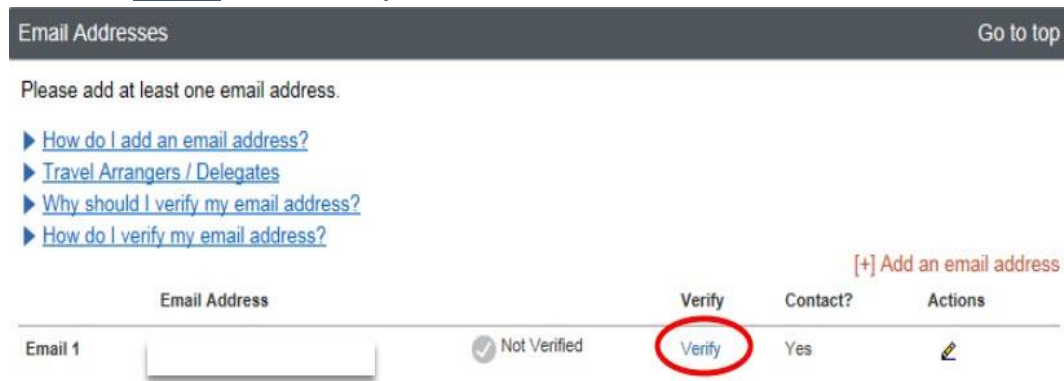 Email Addresses Go to top
Please add at least one email address.
How do I add an email address?
Travel Arrangers / Delegates
Why should I verify my email address?
How do I verify my email address?
[+] Add an email address
Email Address Verify Contact? Actions
Email 1 Not Verified Verify Yes